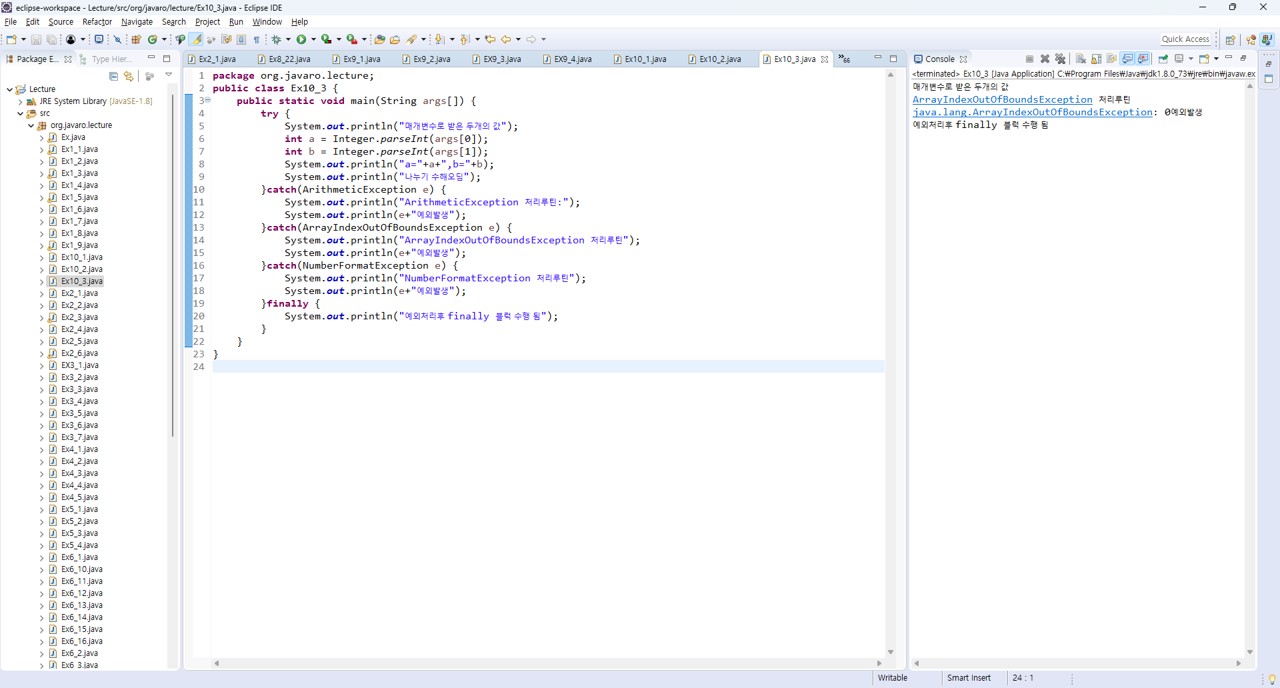 eclipse-workspace - Lecture/src/org/javaro/lecture/Ex10_3.java - Eclipse IDE
File Edit Source Refactor Navigate Search Project Run Window Help
Quick Access
Package E...
Type Hier...
Lecture
JRE System Library [JavaSE-1.8]
src
org.javaro.lecture
Ex.java
Ex1_1.java
Ex1_2.java
Ex1_3.java
Ex1_4.java
Ex1_5.java
Ex1_6.java
Ex1_7.java
Ex1_8.java
Ex1_9.java
Ex10_1.java
Ex10_2.java
Ex10_3.java
Ex2_1.java
Ex2_2.java
Ex2_3.java
Ex2_4.java
Ex2_5.java
Ex2_6.java
EX3_1.java
Ex3_2.java
Ex3_3.java
Ex3_4.java
Ex3_5.java
Ex3_6.java
Ex3_7.java
Ex4_1.java
Ex4_2.java
Ex4_3.java
Ex4_4.java
Ex4_5.java
Ex5_1.java
Ex5_2.java
Ex5_3.java
Ex5_4.java
Ex6_1.java
Ex6_10.java
Ex6_11.java
Ex6_12.java
Ex6_13.java
Ex6_14.java
Ex6_15.java
Ex6_16.java
Ex6_2.java
Ex6_3.java
Ex2_1.java Ex8_22.java Ex9_1.java Ex9_2.java EX9_3.java EX9_4.java Ex10_1.java Ex10_2.java Ex10_3.java »66
1 package org.javaro.lecture;
2 public class Ex10_3 {
3 public static void main(String args[]) {
4 try {
5 System.out.println("매개변수로 받은 두개의 값");
6 int a = Integer.parseInt(args[0]);
7 int b = Integer.parseInt(args[1]);
8 System.out.println("a="+a+",b="+b);
9 System.out.println("나누기 수해오딤");
10 }catch(ArithmeticException e) {
11 System.out.println("ArithmeticException 처리루틴:");
12 System.out.println(e+"예외발생");
13 }catch(ArrayIndexOutOfBoundsException e) {
14 System.out.println("ArrayIndexOutOfBoundsException 처리루틴");
15 System.out.println(e+"예외발생");
16 }catch(NumberFormatException e) {
17 System.out.println("NumberFormatException 처리루틴");
18 System.out.println(e+"예외발생");
19 }finally {
20 System.out.println("예외처리후 finally 블럭 수행 됨");
21 }
22 }
23 }
24
Console
<terminated> Ex10_3 [Java Application] C:₩Program Files₩Java₩jdk1.8.0_73₩jre₩bin₩javaw.ex
매개변수로 받은 두개의 값
ArrayIndexOutOfBoundsException 처리루틴
java.lang.ArrayIndexOutOfBoundsException: 0예외발생
예외처리후 finally 블럭 수행 됨
Writable Smart Insert 24 : 1